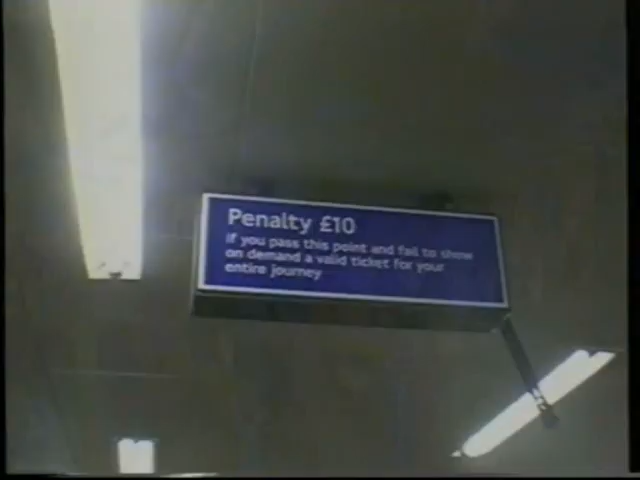 Penalty £10
if you pass this point and fail to show
on demand a valid ticket for your
entire journey